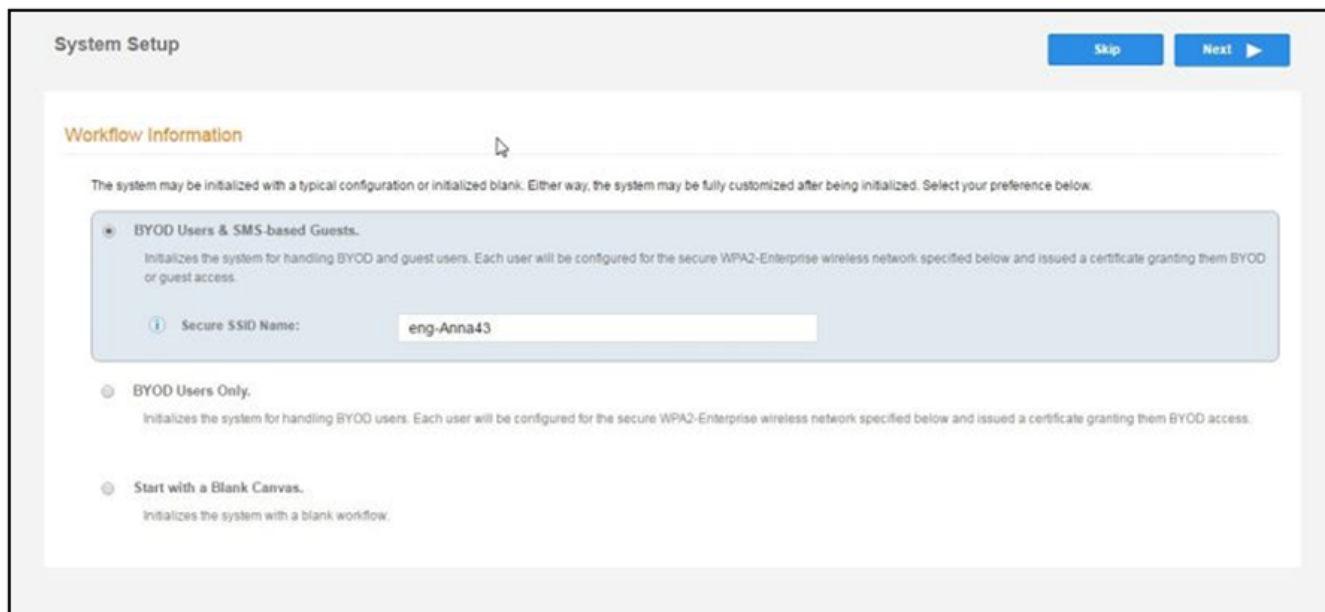 System Setup
Skip
Next
Workflow Information
The system may be initialized with a typical configuration or initialized blank. Either way, the system may be fully customized after being initialized. Select your preference below.
BYOD Users & SMS-based Guests.
Initializes the system for handling BYOD and guest users. Each user will be configured for the secure WPA2-Enterprise wireless network specified below and issued a certificate granting them BYOD
or guest access.
Secure SSID Name:
eng-Anna43
BYOD Users Only.
Initializes the system for handling BYOD users. Each user will be configured for the secure WPA2-Enterprise wireless network specified below and issued a certificate granting them BYOD access.
Start with a Blank Canvas.
Initializes the system with a blank workflow.